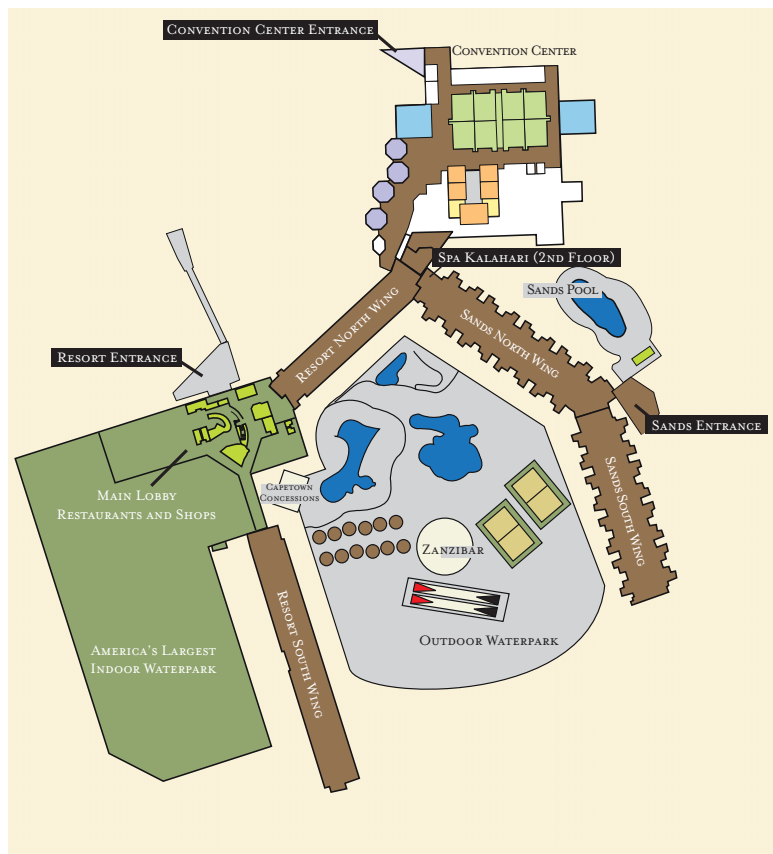 Convention Center Entrance
Convention Center
Spa Kalahari (2nd Floor)
Sands Pool
Resort North Wing
Sands North Wing
Resort Entrance
Sands Entrance
Main Lobby
Restaurants and Shops
Capetown
Concessions
Sands South Wing
Zanzibar
Outdoor Waterpark
America's Largest
Indoor Waterpark
Resort South Wing